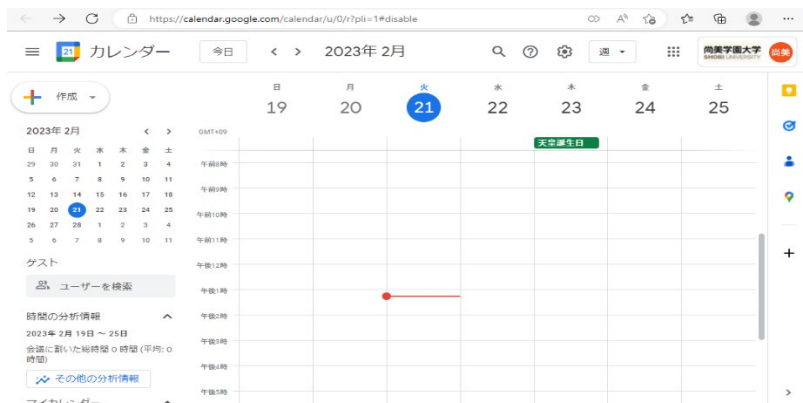 https://calendar.google.com/calendar/u/0/r?pli=1#disable
21 カレンダー
今日
2023年 2月
週
尚美学園大学
SHOBI UNIVERSITY
尚美
作成
日 月 火 水 木 金 土
19 20 21 22 23 24 25
GMT+09
天皇誕生日
2023年 2月
日 月 火 水 木 金 土
29 30 31 1 2 3 4
5 6 7 8 9 10 11
12 13 14 15 16 17 18
19 20 21 22 23 24 25
26 27 28 1 2 3 4
5 6 7 8 9 10 11
ゲスト
ユーザーを検索
時間の分析情報
2023年 2月 19日 ～ 25日
会議に割いた総時間 0 時間 (平均: 0
時間)
その他の分析情報
マイカレンダー
午前8時
午前9時
午前10時
午前11時
午後12時
午後1時
午後2時
午後3時
午後4時
午後5時